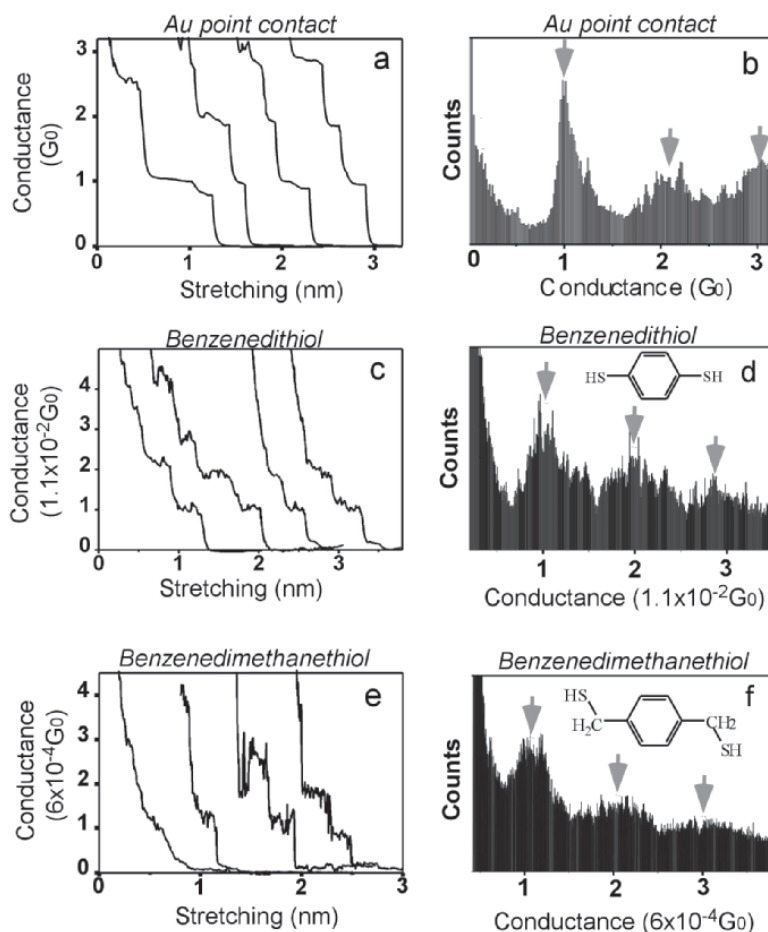 Au point contact
a
3
2
1
0
Conductance
(G0)
0 1 2 3
Stretching (nm)
Au point contact
b
Counts
0 1 2 3
Conductance (G0)
Benzenedithiol
c
4
3
2
1
0
Conductance
(1.1x10-2G0)
0 1 2 3
Stretching (nm)
Benzenedithiol
d
HS SH
Counts
1 2 3
Conductance (1.1x10-2G0)
Benzenedimethanethiol
e
4
3
2
1
0
Conductance
(6x10-4G0)
0 1 2 3
Stretching (nm)
Benzenedimethanethiol
f
HS
H2C CH2
SH
Counts
1 2 3
Conductance (6x10-4G0)